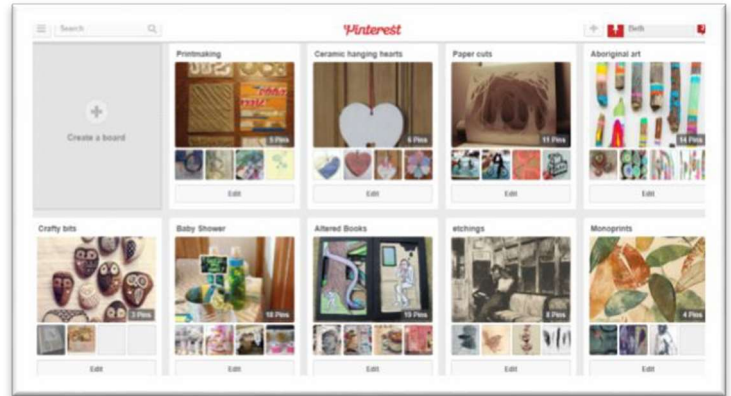 Search
Pinterest
Beth
Create a board
Printmaking
5 Pins
Edit
Ceramic hanging hearts
6 Pins
Edit
Paper cuts
11 Pins
Edit
Aboriginal art
14 Pins
Edit
Crafty bits
3 Pins
Edit
Baby Shower
18 Pins
Edit
Altered Books
19 Pins
Edit
etchings
8 Pins
Edit
Monoprints
4 Pins
Edit